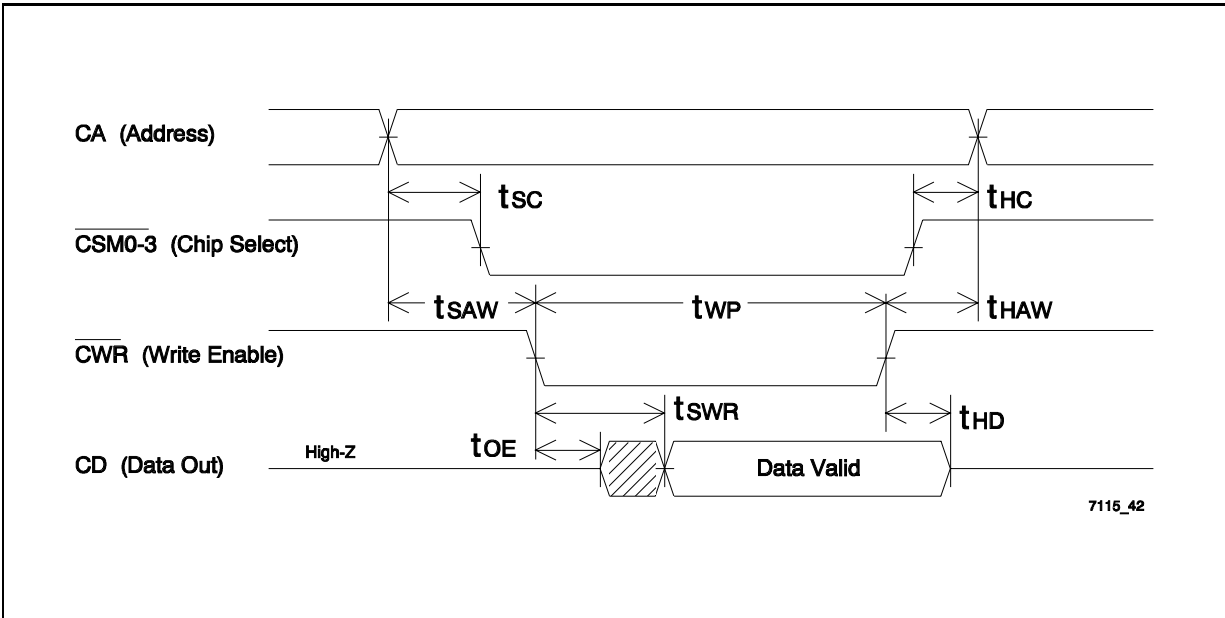 CA (Address)
tSC
tHC
CSM0-3 (Chip Select)
tSAW
tWP
tHAW
CWR (Write Enable)
tSWR
tHD
tOE
High-Z
CD (Data Out)
Data Valid
7115_42